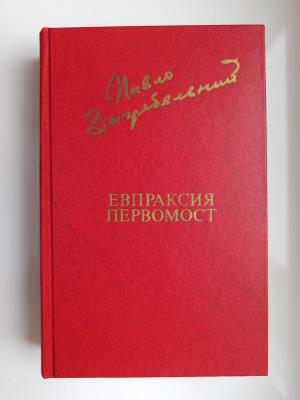 Павло
Загребельний
ЕВПРАКСИЯ
ПЕРВОМОСТ